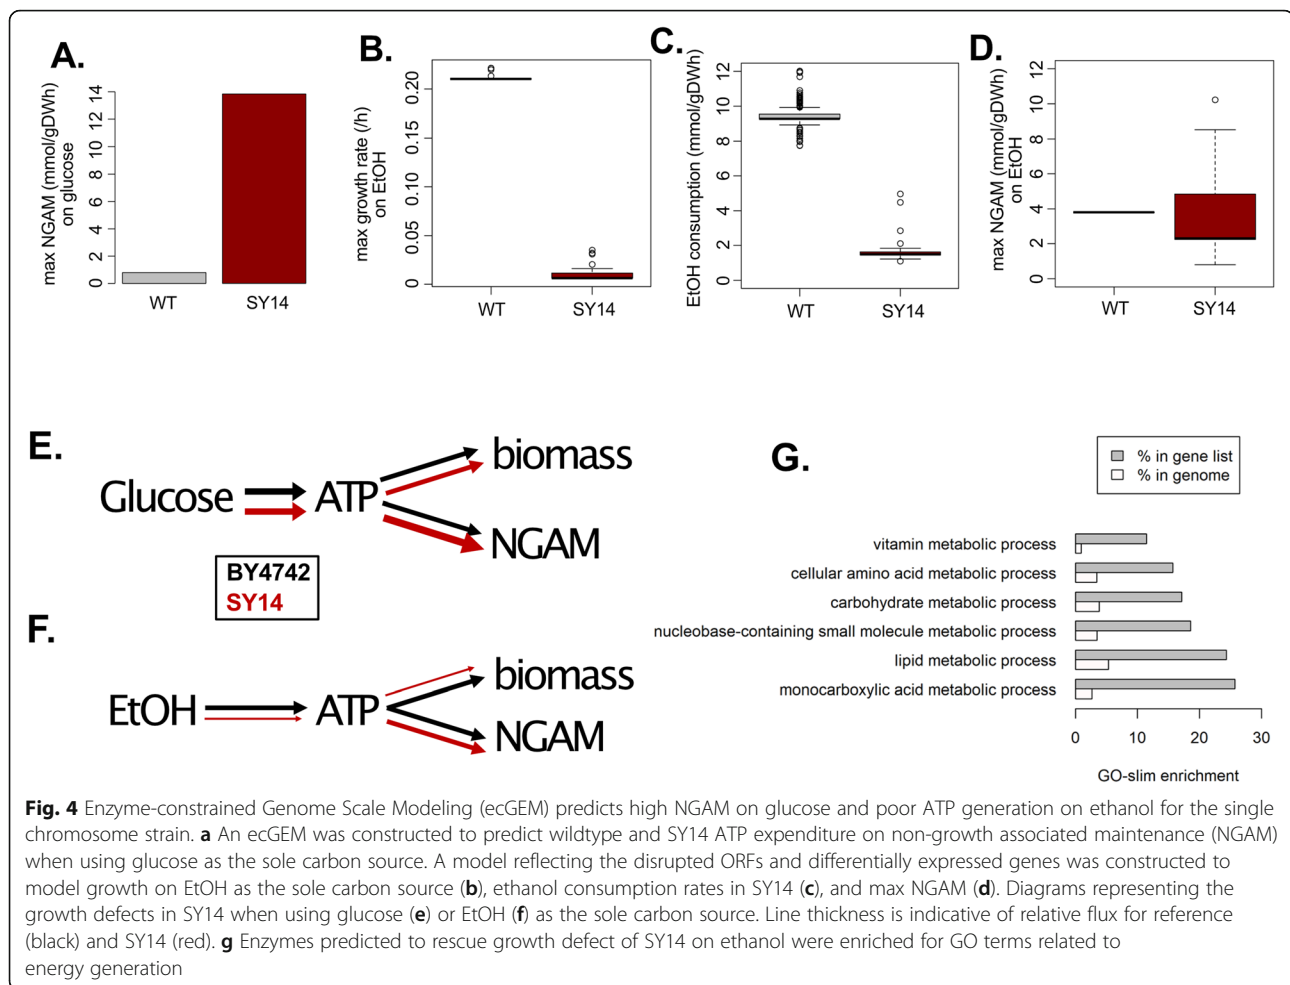 A.
max NGAM (mmol/gDWh)
on glucose
0 2 4 6 8 10 12 14
WT SY14
B.
max growth rate (/h)
on EtOH
0 0.05 0.10 0.15 0.20
WT SY14
C.
EtOH consumption (mmol/gDWh)
0 2 4 6 8 10 12
WT SY14
D.
max NGAM (mmol/gDWh)
on EtOH
0 2 4 6 8 10 12
WT SY14
E.
Glucose ATP biomass
NGAM
BY4742
SY14
F.
EtOH ATP biomass
NGAM
G.
% in gene list
% in genome
vitamin metabolic process
cellular amino acid metabolic process
carbohydrate metabolic process
nucleobase-containing small molecule metabolic process
lipid metabolic process
monocarboxylic acid metabolic process
0 10 20 30
GO-slim enrichment
Fig. 4 Enzyme-constrained Genome Scale Modeling (ecGEM) predicts high NGAM on glucose and poor ATP generation on ethanol for the single
chromosome strain. a An ecGEM was constructed to predict wildtype and SY14 ATP expenditure on non-growth associated maintenance (NGAM)
when using glucose as the sole carbon source. A model reflecting the disrupted ORFs and differentially expressed genes was constructed to
model growth on EtOH as the sole carbon source (b), ethanol consumption rates in SY14 (c), and max NGAM (d). Diagrams representing the
growth defects in SY14 when using glucose (e) or EtOH (f) as the sole carbon source. Line thickness is indicative of relative flux for reference
(black) and SY14 (red). g Enzymes predicted to rescue growth defect of SY14 on ethanol were enriched for GO terms related to
energy generation